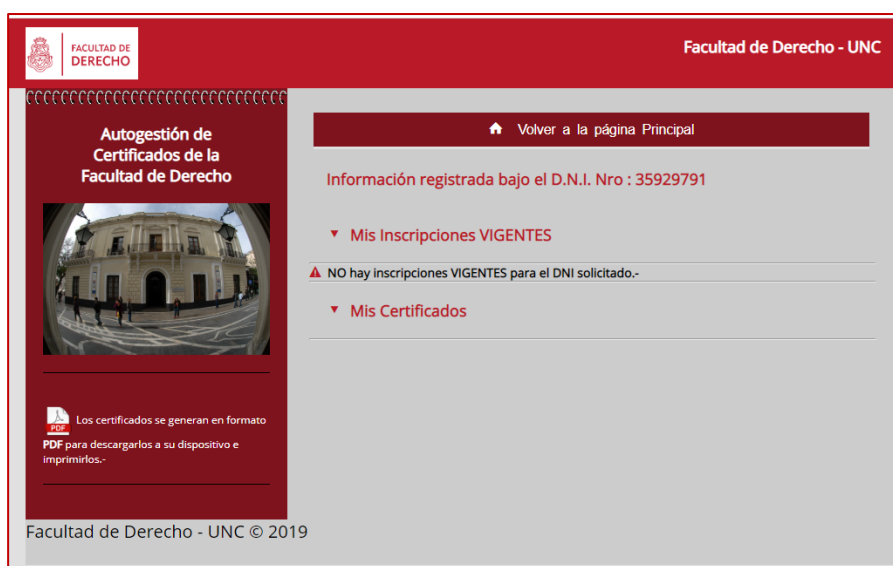 FACULTAD DE
DERECHO
Facultad de Derecho - UNC
Autogestión de
Certificados de la
Facultad de Derecho
PDF
Los certificados se generan en formato
PDF para descargarlos a su dispositivo e
imprimirlos.-
Volver a la página Principal
Información registrada bajo el D.N.I. Nro : 35929791
Mis Inscripciones VIGENTES
NO hay inscripciones VIGENTES para el DNI solicitado.-
Mis Certificados
Facultad de Derecho - UNC © 2019